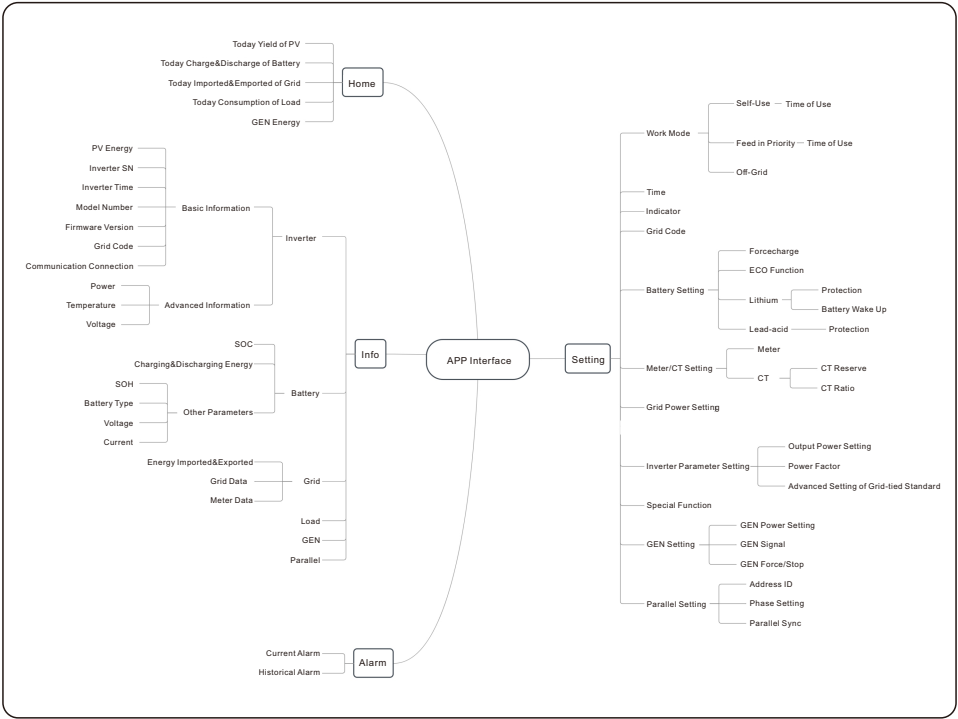 Today Yield of PV
Today Charge&Discharge of Battery
Today Imported&Emported of Grid
Today Consumption of Load
GEN Energy
Home
PV Energy
Inverter SN
Inverter Time
Model Number
Firmware Version
Grid Code
Communication Connection
Basic Information
Power
Temperature
Voltage
Advanced Information
Inverter
SOC
Charging&Discharging Energy
SOH
Battery Type
Voltage
Current
Other Parameters
Battery
Energy Imported&Exported
Grid Data
Meter Data
Grid
Load
GEN
Parallel
Info
Current Alarm
Historical Alarm
Alarm
APP Interface
Setting
Work Mode
Self-Use
Time of Use
Feed in Priority
Time of Use
Off-Grid
Time
Indicator
Grid Code
Battery Setting
Forcecharge
ECO Function
Lithium
Protection
Battery Wake Up
Lead-acid
Protection
Meter/CT Setting
Meter
CT
CT Reserve
CT Ratio
Grid Power Setting
Inverter Parameter Setting
Output Power Setting
Power Factor
Advanced Setting of Grid-tied Standard
Special Function
GEN Setting
GEN Power Setting
GEN Signal
GEN Force/Stop
Parallel Setting
Address ID
Phase Setting
Parallel Sync